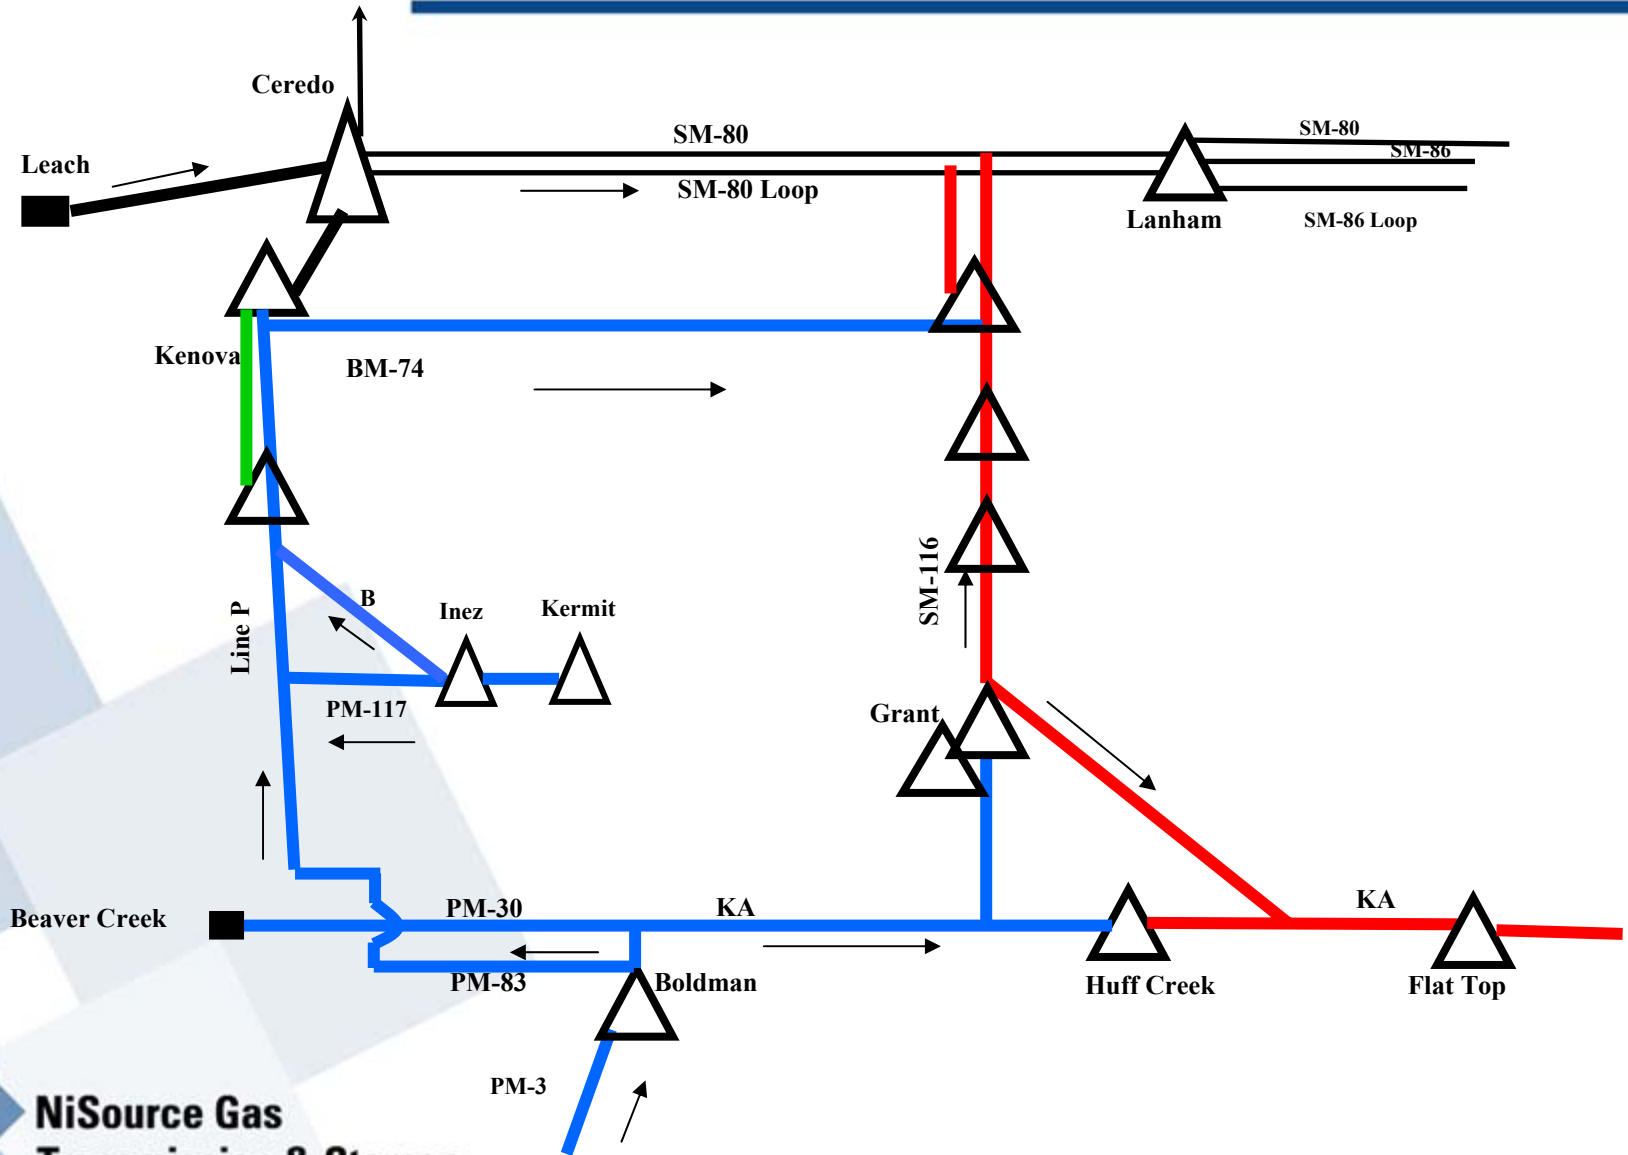 Ceredo
SM-80
SM-80
SM-86
Leach
SM-80 Loop
Lanham
SM-86 Loop
Kenova
BM-74
SM-116
B
Inez
Kermit
Line P
PM-117
Grant
Beaver Creek
PM-30
KA
KA
PM-83
Boldman
Huff Creek
Flat Top
PM-3
NiSource Gas